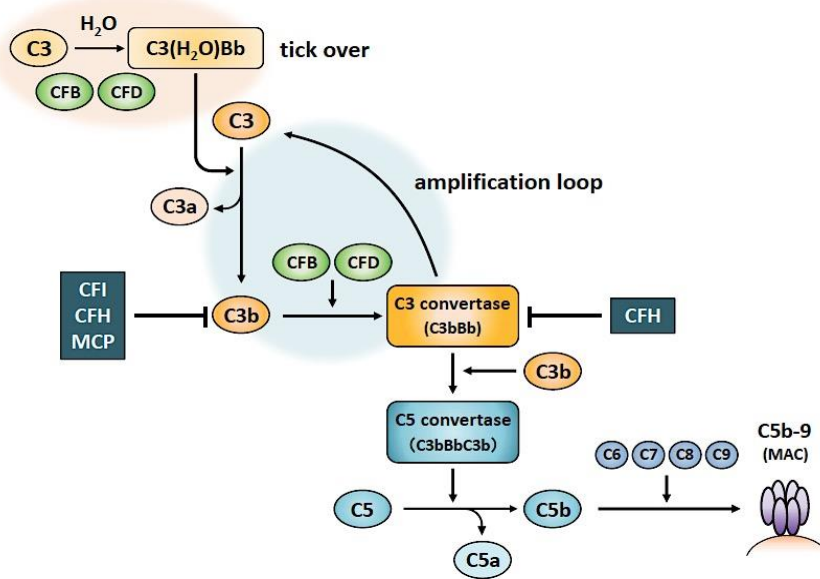 H₂O
C3
C3(H₂O)Bb
tick over
CFB
CFD
C3
amplification loop
C3a
CFB
CFD
CFI
CFH
MCP
C3b
C3 convertase
(C3bBb)
CFH
C3b
C5 convertase
(C3bBbC3b)
C5b-9
(MAC)
C6
C7
C8
C9
C5
C5b
C5a